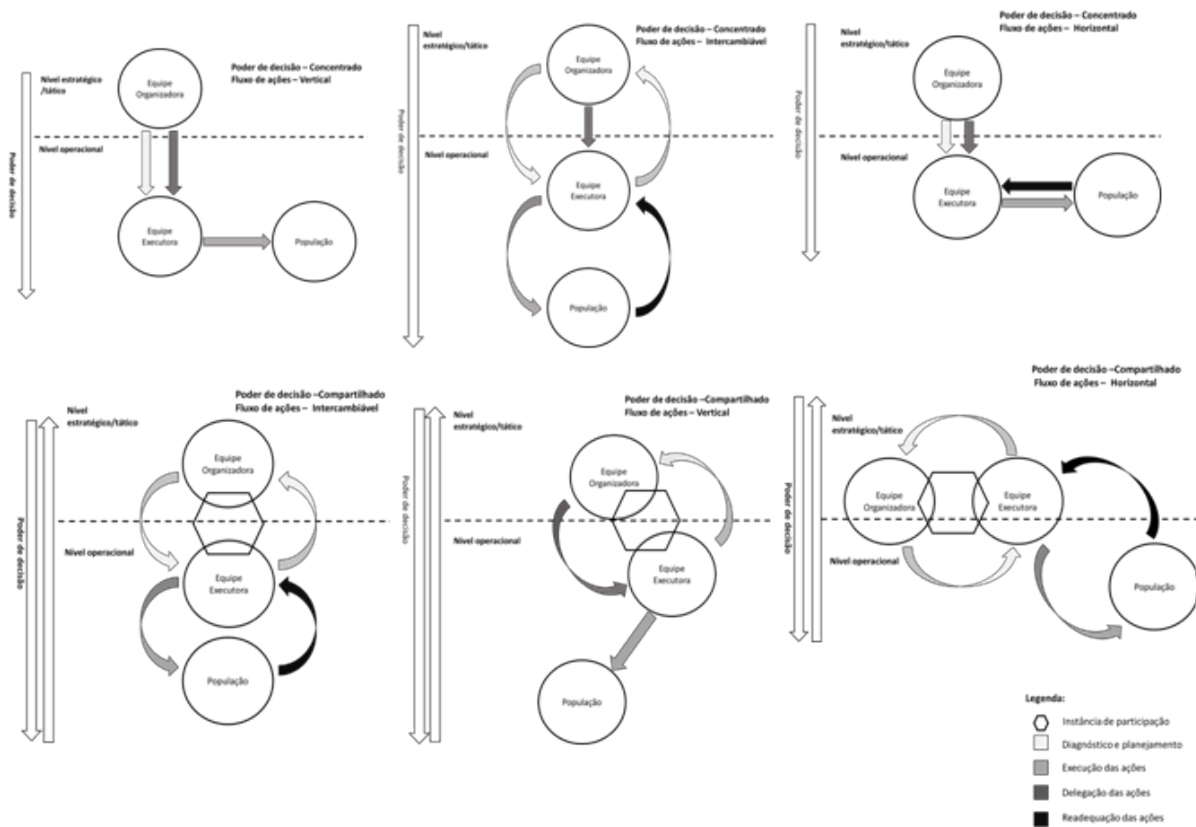 Poder de decisão – Concentrado
Fluxo de ações – Vertical
Nível estratégico
/tático
Equipe
Organizadora
Nível operacional
Poder de decisão
Equipe
Executora
População
Poder de decisão – Concentrado
Fluxo de ações – Intercambiável
Nível
estratégico/tático
Equipe
Organizadora
Poder de decisão
Nível operacional
Equipe
Executora
População
Poder de decisão – Concentrado
Fluxo de ações – Horizontal
Nível
estratégico/tático
Equipe
Organizadora
Poder de decisão
Nível operacional
Equipe
Executora
População
Poder de decisão –Compartilhado
Fluxo de ações – Intercambiável
Nível
estratégico/tático
Equipe
Organizadora
Poder de decisão
Nível operacional
Equipe
Executora
População
Poder de decisão –Compartilhado
Fluxo de ações – Vertical
Nível
estratégico/tático
Equipe
Organizadora
Poder de decisão
Nível operacional
Equipe
Executora
População
Poder de decisão –Compartilhado
Fluxo de ações – Horizontal
Nível
estratégico/tático
Equipe
Organizadora
Equipe
Executora
Poder de decisão
Nível operacional
População
Legenda:
Instância de participação
Diagnóstico e planejamento
Execução das ações
Delegação das ações
Readequação das ações